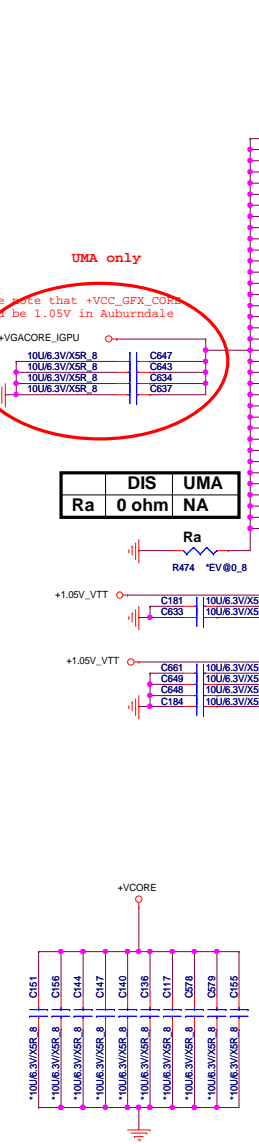 UMA only
note that +VCC_GFX_CORE
be 1.05V in Auburndale
+VGACORE_IGPU
10U/6.3V/X5R_8 C647
10U/6.3V/X5R_8 C643
10U/6.3V/X5R_8 C634
10U/6.3V/X5R_8 C637
DIS UMA
Ra 0 ohm NA
Ra
R474 *EV@0_8
+1.05V_VTT
C181 10U/6.3V/X5
C633 10U/6.3V/X5
+1.05V_VTT
C661 10U/6.3V/X5
C649 10U/6.3V/X5
C648 10U/6.3V/X5
C184 10U/6.3V/X5
+VCORE
C151 *10U/6.3V/X5R_8
C156 *10U/6.3V/X5R_8
C144 *10U/6.3V/X5R_8
C147 *10U/6.3V/X5R_8
C140 *10U/6.3V/X5R_8
C136 *10U/6.3V/X5R_8
C117 *10U/6.3V/X5R_8
C578 *10U/6.3V/X5R_8
C579 *10U/6.3V/X5R_8
C155 *10U/6.3V/X5R_8